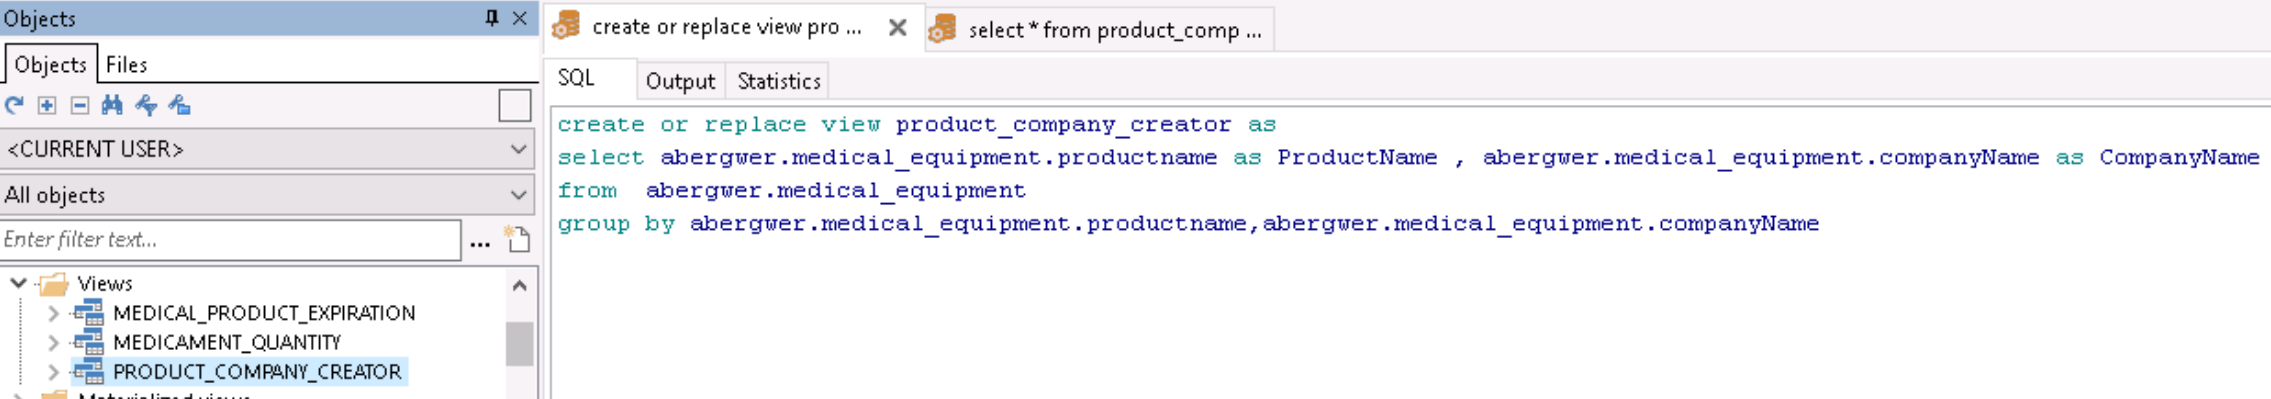 Objects
Objects Files
<CURRENT USER>
All objects
Enter filter text...
...
Views
MEDICAL_PRODUCT_EXPIRATION
MEDICAMENT_QUANTITY
PRODUCT_COMPANY_CREATOR
Materialized views
create or replace view pro ...
select * from product_comp ...
SQL Output Statistics
create or replace view product_company_creator as
select abergwer.medical_equipment.productname as ProductName , abergwer.medical_equipment.companyName as CompanyName
from  abergwer.medical_equipment
group by abergwer.medical_equipment.productname,abergwer.medical_equipment.companyName